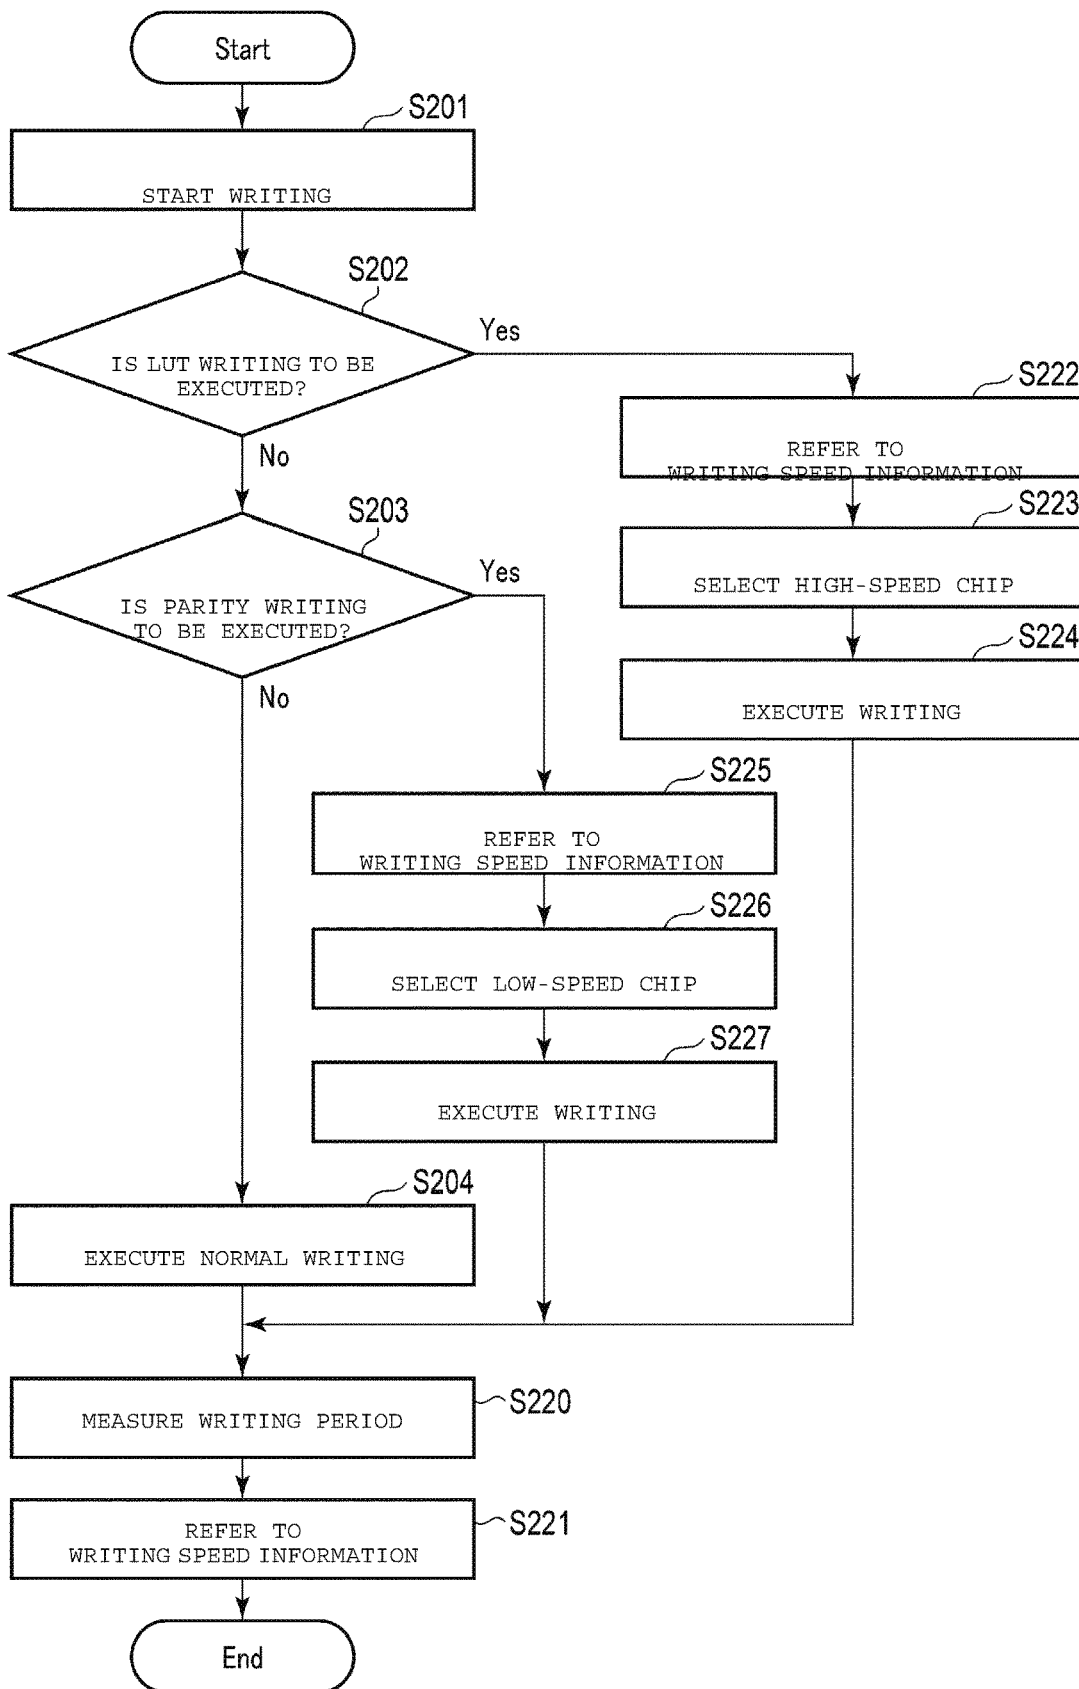 Start
S201
START WRITING
S202
IS LUT WRITING TO BE
EXECUTED?
Yes
No
S222
REFER TO
WRITING SPEED INFORMATION
S223
SELECT HIGH-SPEED CHIP
S224
EXECUTE WRITING
S203
IS PARITY WRITING
TO BE EXECUTED?
Yes
No
S225
REFER TO
WRITING SPEED INFORMATION
S226
SELECT LOW-SPEED CHIP
S227
EXECUTE WRITING
S204
EXECUTE NORMAL WRITING
S220
MEASURE WRITING PERIOD
S221
REFER TO
WRITING SPEED INFORMATION
End